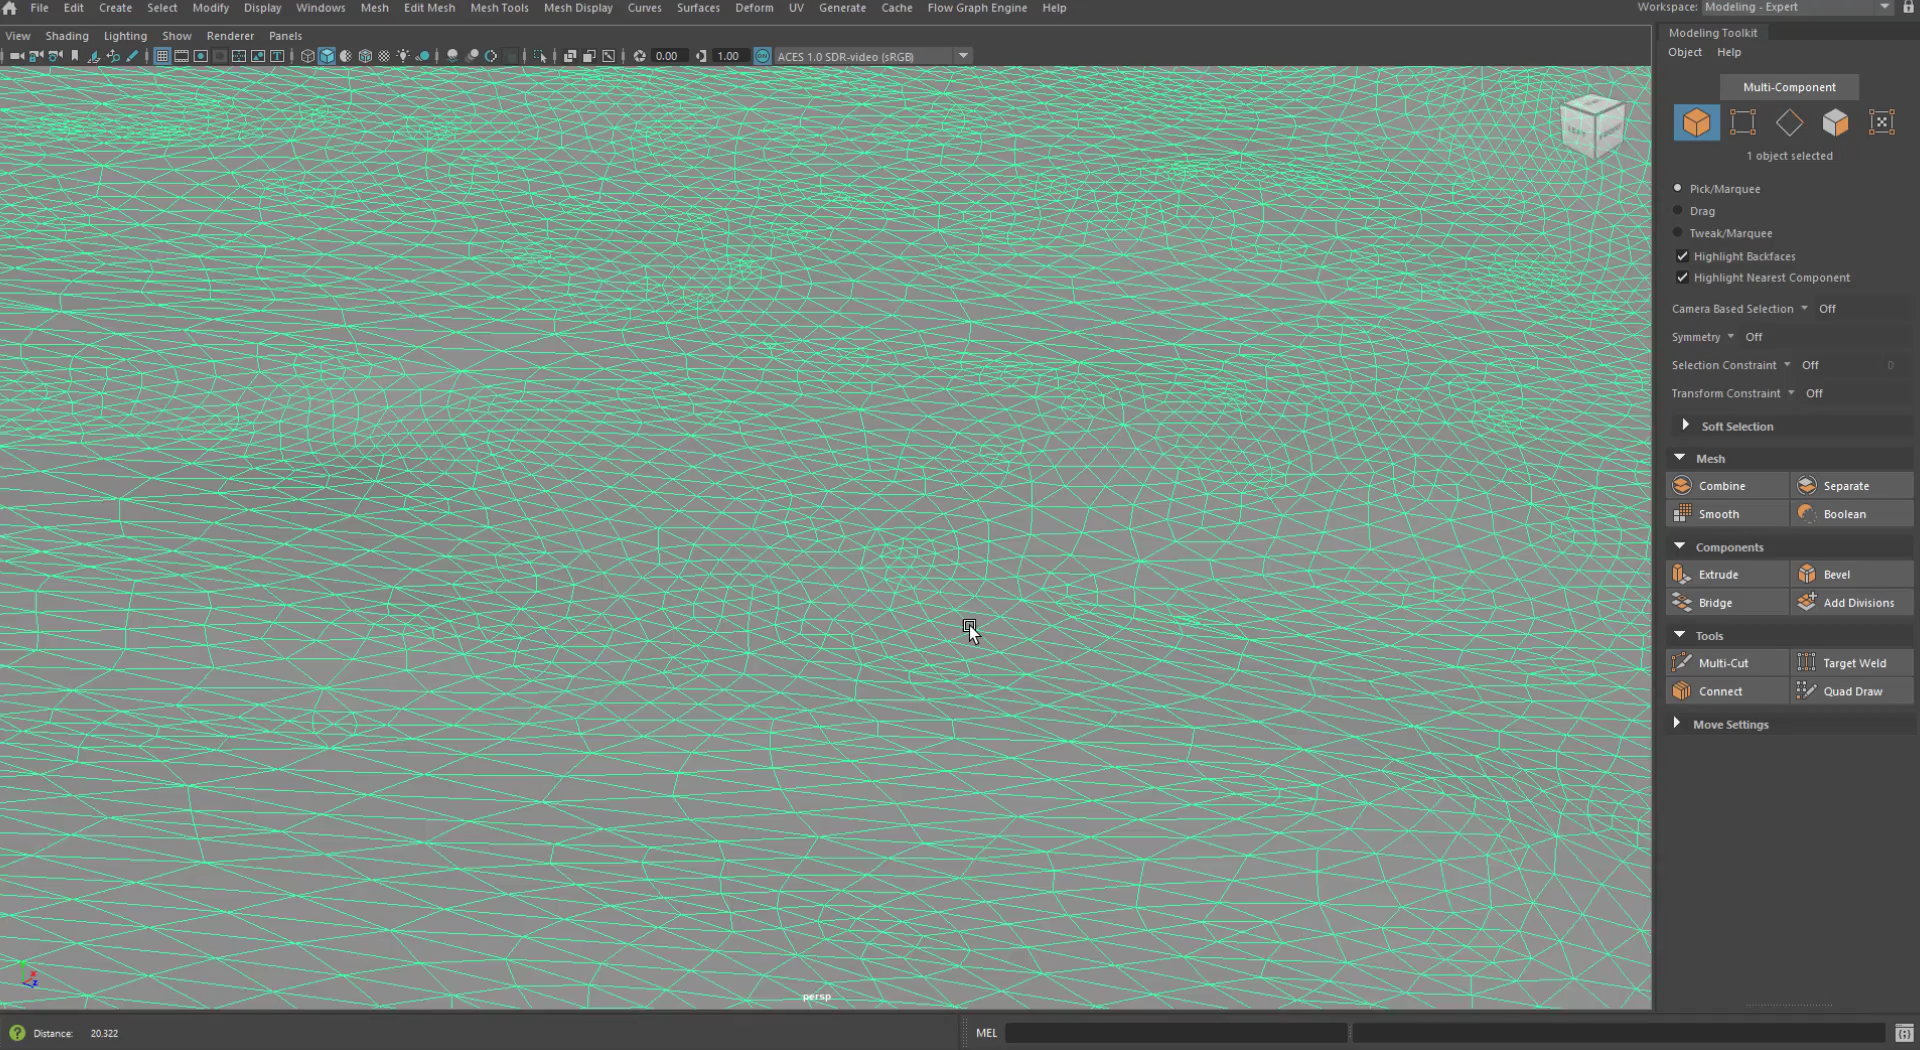 File Edit Create Select Modify Display Windows Mesh Edit Mesh Mesh Tools Mesh Display Curves Surfaces Deform UV Generate Cache Flow Graph Engine Help Workspace: Modeling - Expert
View Shading Lighting Show Renderer Panels
0.00 1.00 ACES 1.0 SDR-video (sRGB)
Modeling Toolkit
Object Help
Multi-Component
1 object selected
Pick/Marquee
Drag
Tweak/Marquee
Highlight Backfaces
Highlight Nearest Component
Camera Based Selection Off
Symmetry Off
Selection Constraint Off 0
Transform Constraint Off
Soft Selection
Mesh
Combine Separate
Smooth Boolean
Components
Extrude Bevel
Bridge Add Divisions
Tools
Multi-Cut Target Weld
Connect Quad Draw
Move Settings
persp
Distance: 20.322 MEL